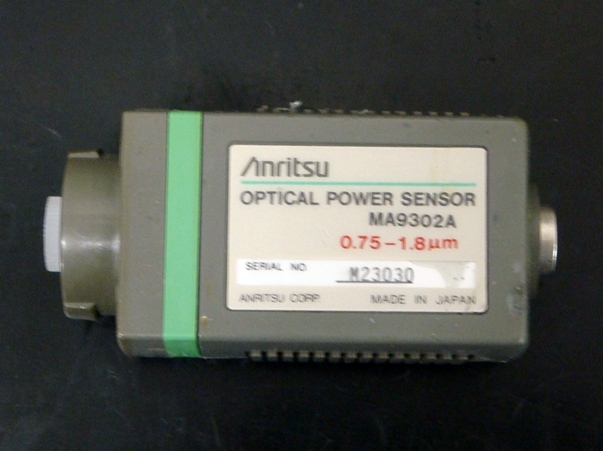 Anritsu
OPTICAL POWER SENSOR
MA9302A
0.75-1.8μm
SERIAL NO. M23030
ANRITSU CORP. MADE IN JAPAN